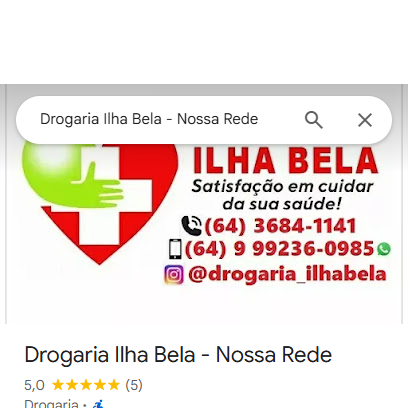 Drogaria Ilha Bela - Nossa Rede
ILHA BELA
Satisfação em cuidar
da sua saúde!
(64) 3684-1141
(64) 9 99236-0985
@drogaria_ilhabela
Drogaria Ilha Bela - Nossa Rede
5,0 (5)
Drogaria ·